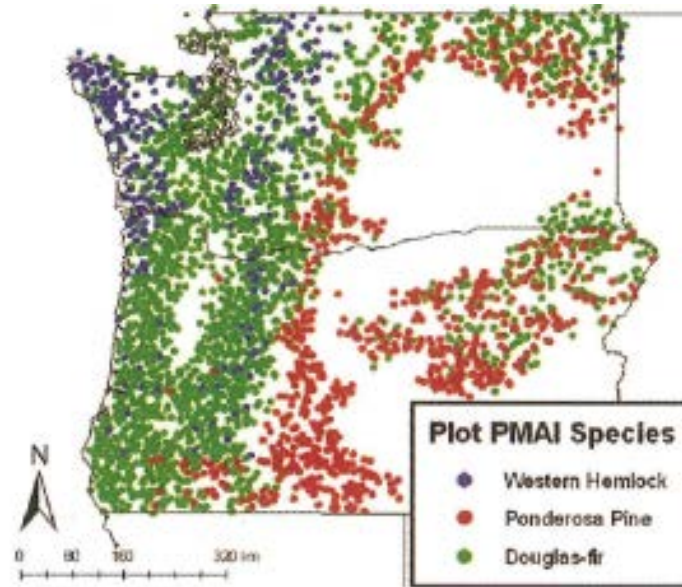 Plot PMAI Species
Western Hemlock
Ponderosa Pine
Douglas-fir
N
0 80 160 320 km